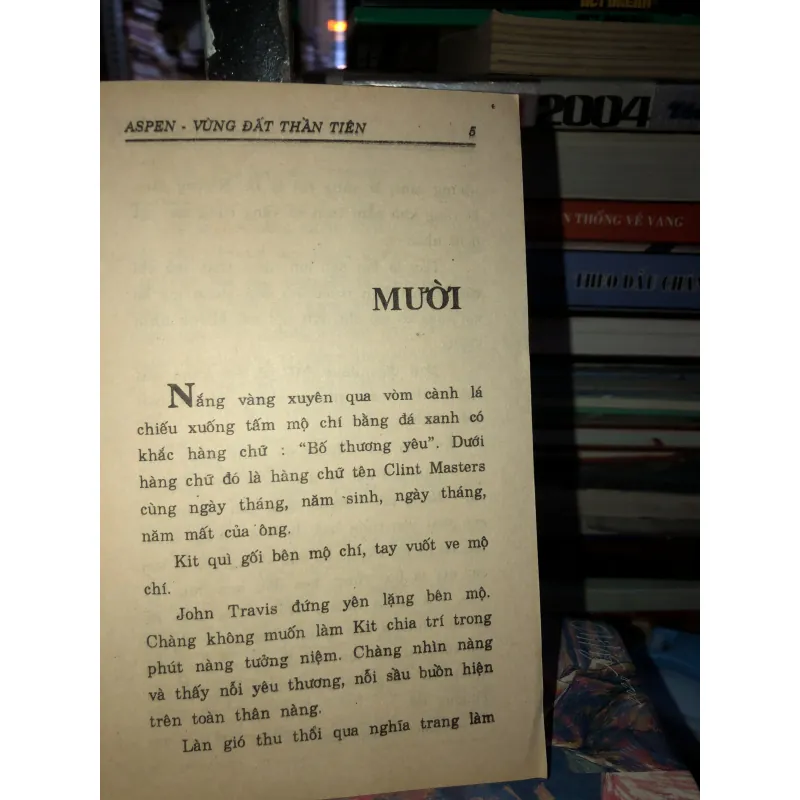 ASPEN - VÙNG ĐẤT THẦN TIÊN 5
MƯỜI
Nắng vàng xuyên qua vòm cành lá
chiếu xuống tấm mộ chí bằng đá xanh có
khắc hàng chữ : “Bố thương yêu”. Dưới
hàng chữ đó là hàng chữ tên Clint Masters
cùng ngày tháng, năm sinh, ngày tháng,
năm mất của ông.
Kit quì gối bên mộ chí, tay vuốt ve mộ
chí.
John Travis đứng yên lặng bên mộ.
Chàng không muốn làm Kit chia trí trong
phút nàng tưởng niệm. Chàng nhìn nàng
và thấy nỗi yêu thương, nỗi sầu buồn hiện
trên toàn thân nàng.
Làn gió thu thổi qua nghĩa trang làm
2004
THỐNG VẺ VANG
THEO DẤU CHÂN